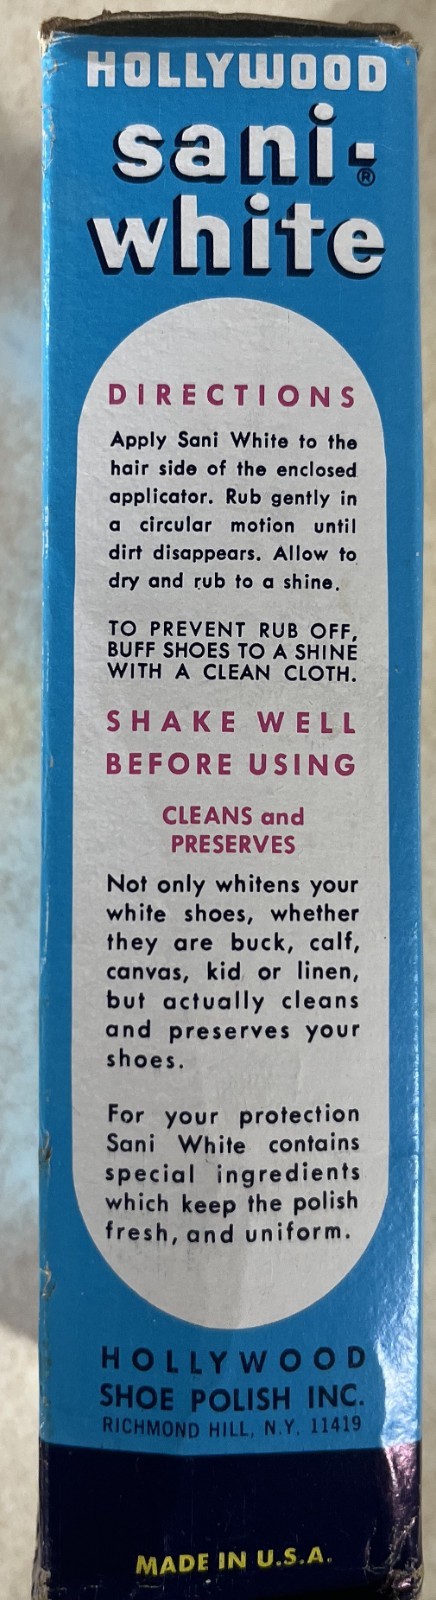 HOLLYWOOD
sani-®
white
DIRECTIONS
Apply Sani White to the
hair side of the enclosed
applicator. Rub gently in
a circular motion until
dirt disappears. Allow to
dry and rub to a shine.
TO PREVENT RUB OFF,
BUFF SHOES TO A SHINE
WITH A CLEAN CLOTH.
SHAKE WELL
BEFORE USING
CLEANS and
PRESERVES
Not only whitens your
white shoes, whether
they are buck, calf,
canvas, kid or linen,
but actually cleans
and preserves your
shoes.
For your protection
Sani White contains
special ingredients
which keep the polish
fresh, and uniform.
HOLLYWOOD
SHOE POLISH INC.
RICHMOND HILL, N.Y. 11419
MADE IN U.S.A.